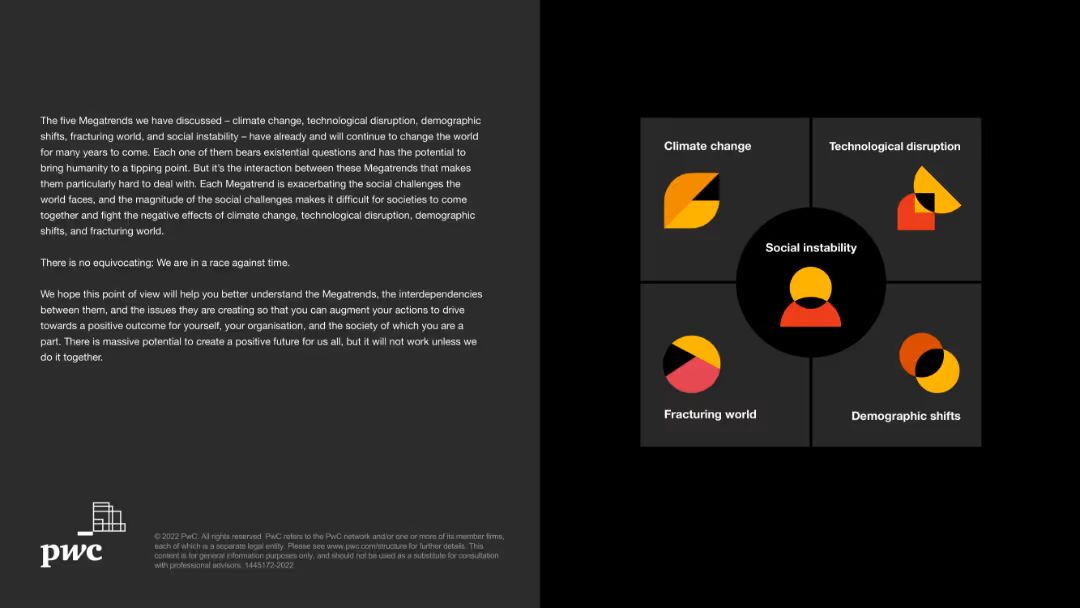 The five Megatrends we have discussed – climate change, technological disruption, demographic
shifts, fracturing world, and social instability – have already and will continue to change the world
for many years to come. Each one of them bears existential questions and has the potential to
bring humanity to a tipping point. But it's the interaction between these Megatrends that makes
them particularly hard to deal with. Each Megatrend is exacerbating the social challenges the
world faces, and the magnitude of the social challenges makes it difficult for societies to come
together and fight the negative effects of climate change, technological disruption, demographic
shifts, and fracturing world.
There is no equivocating: We are in a race against time.
We hope this point of view will help you better understand the Megatrends, the interdependencies
between them, and the issues they are creating so that you can augment your actions to drive
towards a positive outcome for yourself, your organisation, and the society of which you are a
part. There is massive potential to create a positive future for us all, but it will not work unless we
do it together.
pwc
© 2022 PwC. All rights reserved. PwC refers to the PwC network and/or one or more of its member firms,
each of which is a separate legal entity. Please see www.pwc.com/structure for further details. This
content is for general information purposes only, and should not be used as a substitute for consultation
with professional advisors. 1445172-2022
Climate change
Technological disruption
Social instability
Fracturing world
Demographic shifts